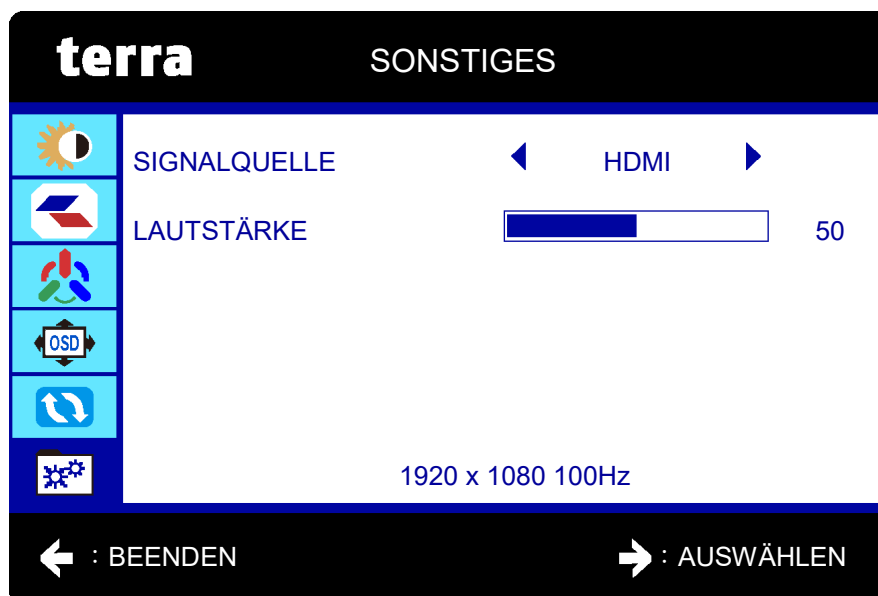 terra
SONSTIGES
SIGNALQUELLE HDMI
LAUTSTÄRKE 50
OSD
1920 x 1080 100Hz
: BEENDEN : AUSWÄHLEN